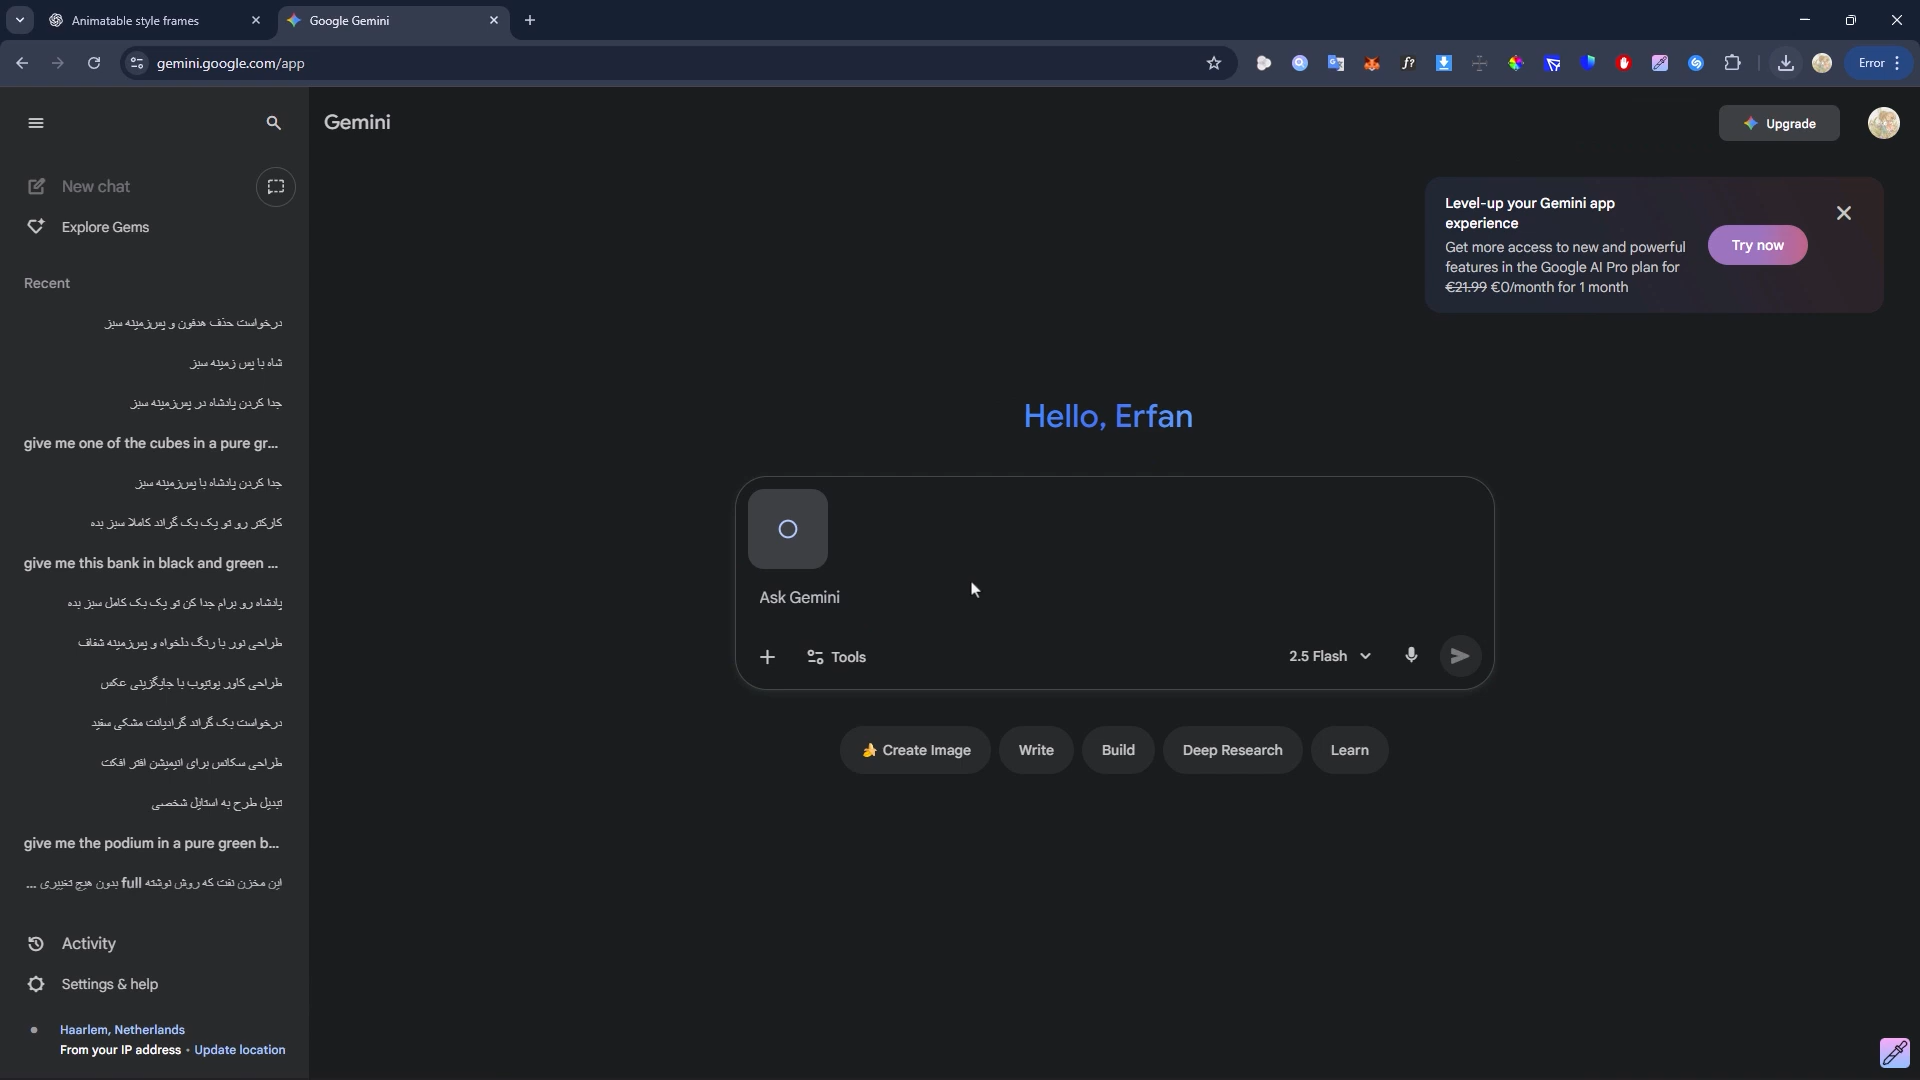 Animatable style frames
Google Gemini
gemini.google.com/app
Error
Gemini
Upgrade
New chat
Explore Gems
Recent
درخواست حذف هدفون و پس‌زمینه سبز
شاه با پس زمینه سبز
جدا کردن پادشاه در پس‌زمینه سبز
give me one of the cubes in a pure gr...
جدا کردن پادشاه با پس‌زمینه سبز
کارکتر رو تو یک بک گراند کاملا سبز بده
give me this bank in black and green ...
پادشاه رو برام جدا کن تو یک بک کامل سبز بده
طراحی نور با رنگ دلخواه و پس‌زمینه شفاف
طراحی کاور یوتیوب با جایگزینی عکس
درخواست بک گراند گرادیانت مشکی سفید
طراحی سکانس برای انیمیشن افتر افکت
تبدیل طرح به استایل شخصی
give me the podium in a pure green b...
این مخزن نفت که روش نوشته full بدون هیچ تغییری ...
Activity
Settings & help
Haarlem, Netherlands
From your IP address • Update location
Level-up your Gemini app
experience
Get more access to new and powerful
features in the Google AI Pro plan for
€21.99 €0/month for 1 month
Try now
Hello, Erfan
Ask Gemini
Tools
2.5 Flash
Create Image
Write
Build
Deep Research
Learn